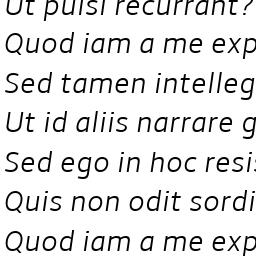 Ut pulsi recurrant?
Quod iam a me exp
Sed tamen intelleg
Ut id aliis narrare g
Sed ego in hoc resis
Quis non odit sordi
Quod iam a me exp